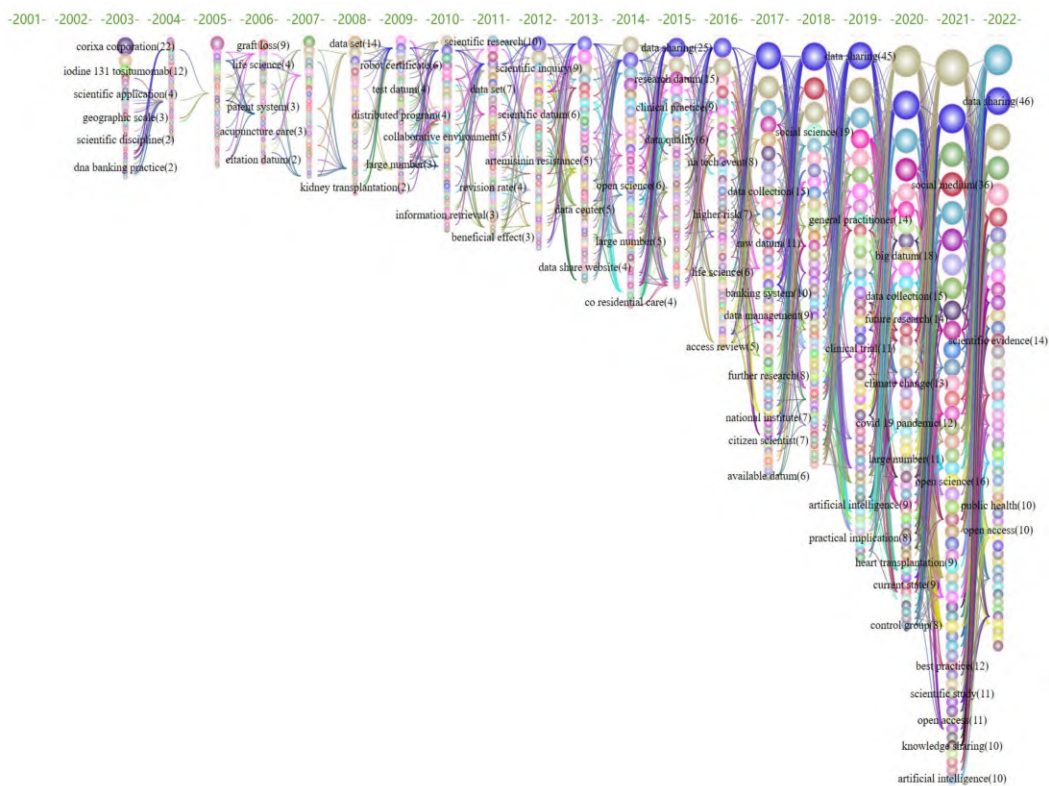 -2001- -2002- -2003- -2004- -2005- -2006- -2007- -2008- -2009- -2010- -2011- -2012- -2013- -2014- -2015- -2016- -2017- -2018- -2019- -2020- -2021- -2022-
corixa corporation(22)
iodine 131 tositumomab(12)
scientific application(4)
geographic scale(3)
scientific discipline(2)
dna banking practice(2)
graft loss(9)
life science(4)
patent system(3)
acupuncture care(3)
citation datum(2)
data set(14)
robot certificate(6)
test datum(4)
distributed program(4)
collaborative environment(5)
large number(3)
kidney transplantation(2)
scientific research(10)
scientific inquiry(9)
data set(7)
scientific datum(6)
artemisinin resistance(5)
revision rate(4)
information retrieval(3)
beneficial effect(3)
data center(5)
data share website(4)
data sharing(25)
research datum(15)
clinical practice(9)
data quality(6)
open science(6)
large number(5)
co residential care(4)
na tech event(8)
data collection(15)
higher risk(7)
raw datum(11)
life science(6)
banking system(10)
data management(9)
access review(5)
further research(8)
national institute(7)
citizen scientist(7)
available datum(6)
data sharing(45)
social science(19)
general practitioner(14)
big datum(18)
data collection(15)
future research(14)
clinical trial(11)
climate change(13)
covid 19 pandemic(12)
large number(11)
open science(16)
artificial intelligence(9)
practical implication(8)
heart transplantation(9)
current state(9)
control group(8)
data sharing(46)
social medium(36)
scientific evidence(14)
public health(10)
open access(10)
best practice(12)
scientific study(11)
open access(11)
knowledge sharing(10)
artificial intelligence(10)